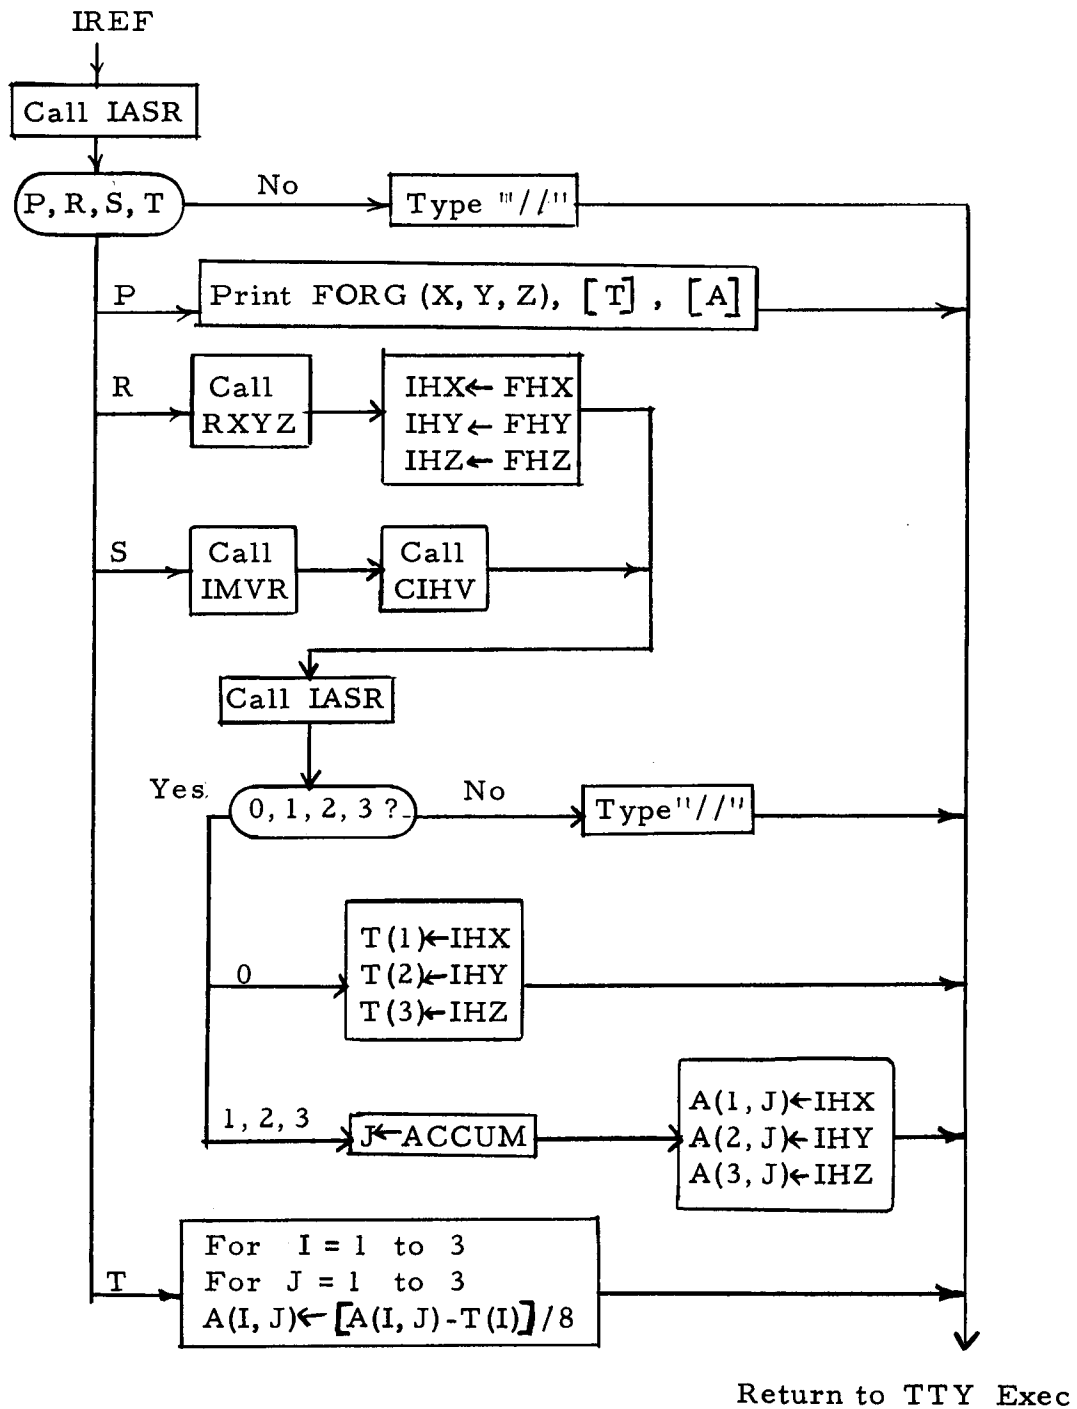 IREF
Call IASR
P, R, S, T
No
Type "//"
P
Print FORG (X, Y, Z), [T], [A]
R
Call
RXYZ
IHX← FHX
IHY← FHY
IHZ← FHZ
S
Call
IMVR
Call
CIHV
Call IASR
Yes
0, 1, 2, 3 ?
No
Type "//"
0
T(1)←IHX
T(2)←IHY
T(3)←IHZ
1, 2, 3
J←ACCUM
A(1, J)←IHX
A(2, J)←IHY
A(3, J)←IHZ
T
For I = 1 to 3
For J = 1 to 3
A(I, J)← [A(I, J) -T(I)]/8
Return to TTY Exec